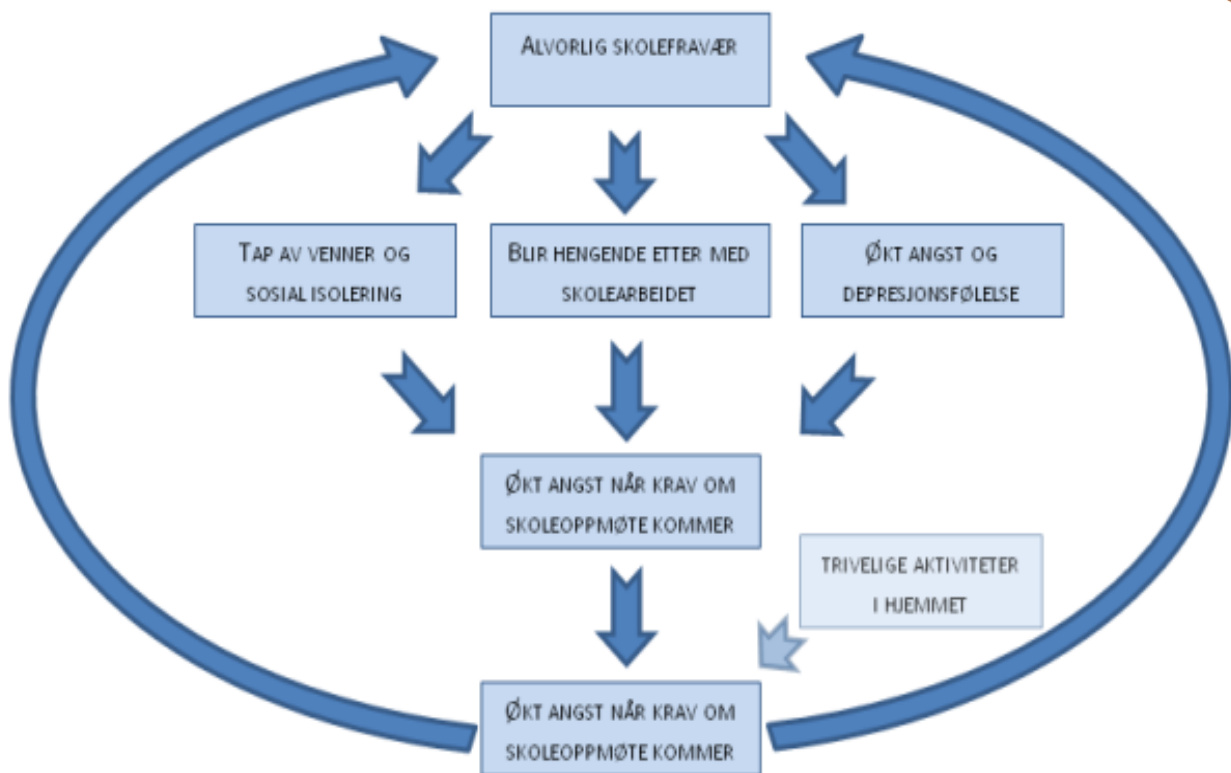 ALVORLIG SKOLEFRAVÆR
TAP AV VENNER OG
SOSIAL ISOLERING
BLIR HENGENDE ETTER MED
SKOLEARBEIDET
ØKT ANGST OG
DEPRESJONSFØLELSE
ØKT ANGST NÅR KRAV OM
SKOLEOPPMØTE KOMMER
TRIVELIGE AKTIVITETER
I HJEMMET
ØKT ANGST NÅR KRAV OM
SKOLEOPPMØTE KOMMER